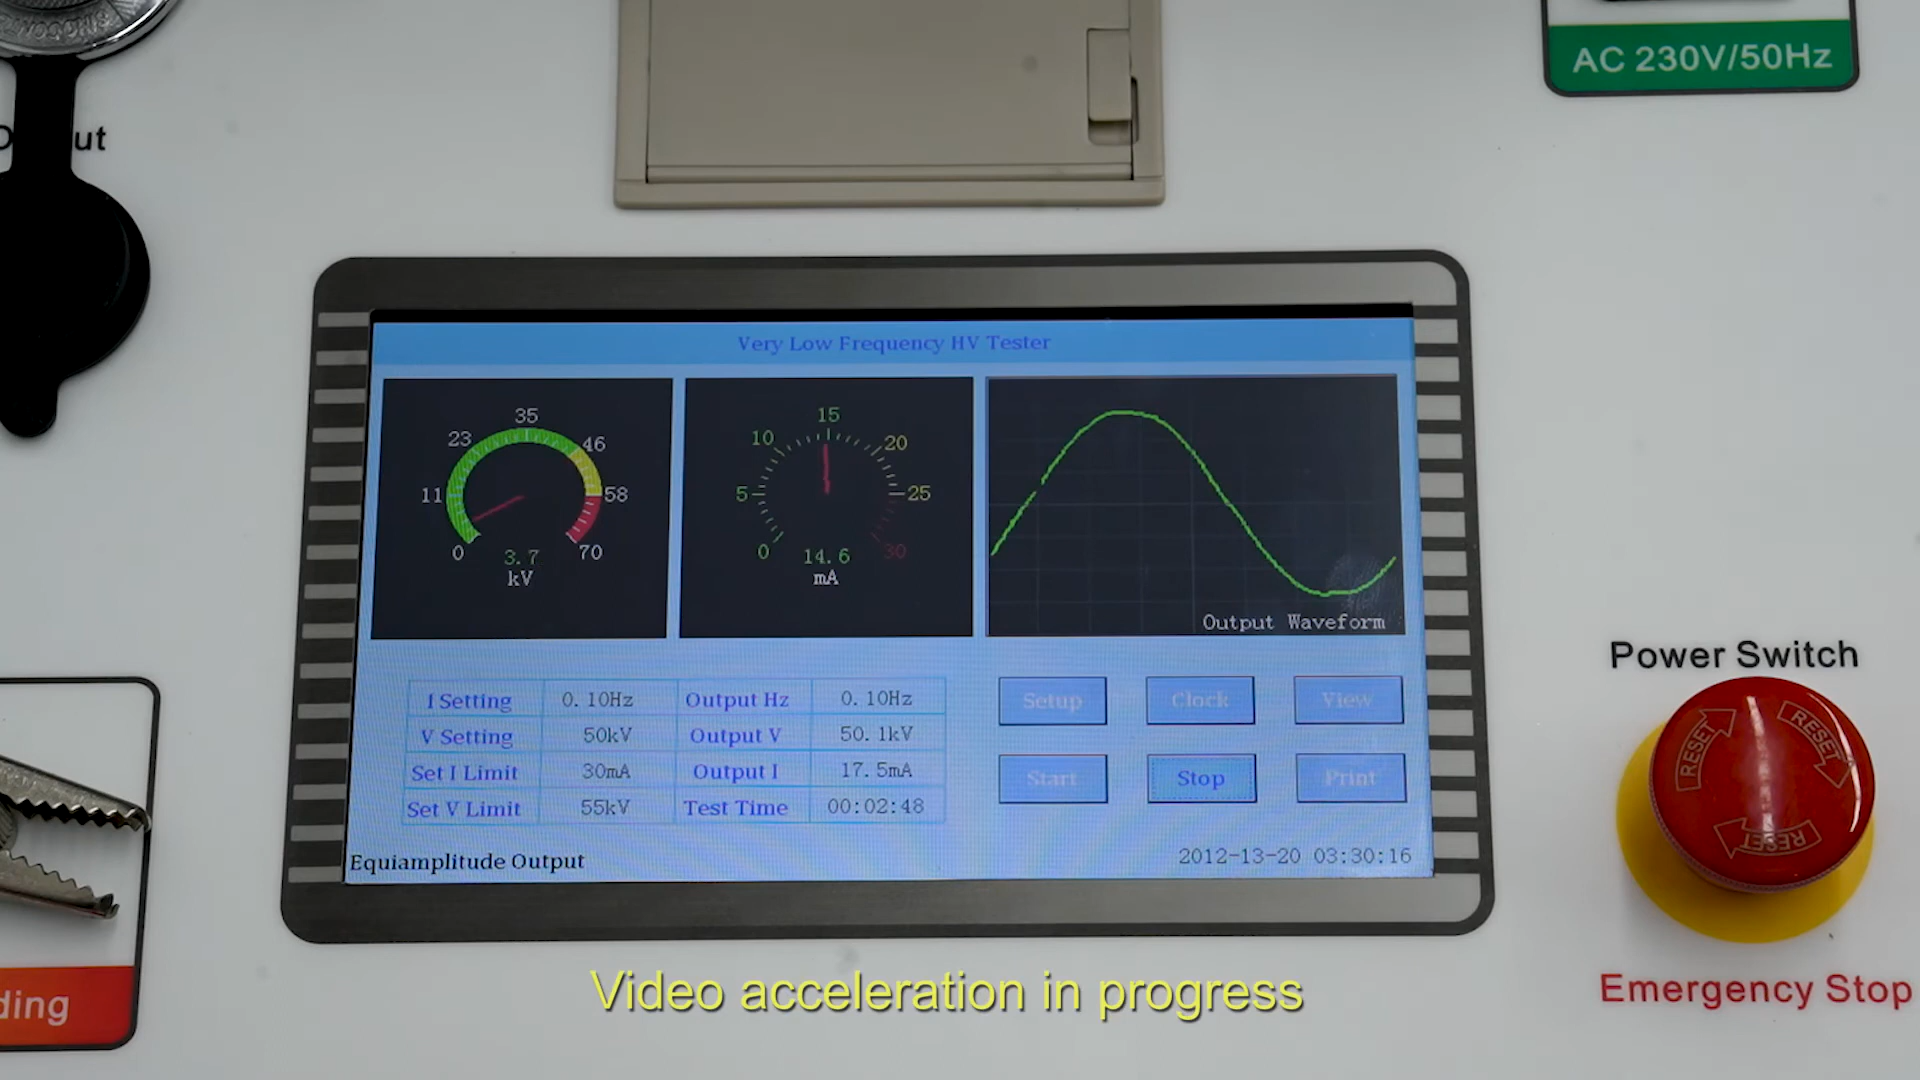 AC 230V/50Hz
ut
Very Low Frequency HV Tester
0 11 23 35 46 58 70
3.7
kV
0 5 10 15 20 25 30
14.6
mA
Output Waveform
I Setting 0.10Hz Output Hz 0.10Hz
V Setting 50kV Output V 50.1kV
Set I Limit 30mA Output I 17.5mA
Set V Limit 55kV Test Time 00:02:48
Setup Clock View
Start Stop Print
Equiamplitude Output
2012-13-20 03:30:16
Power Switch
RESET RESET RESET
Emergency Stop
ding
Video acceleration in progress